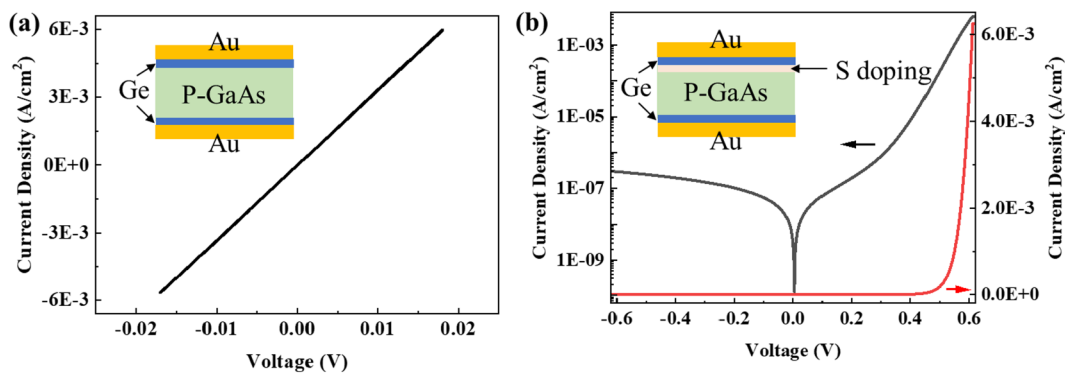 (a)
6E-3
3E-3
0E+0
-3E-3
-6E-3
Current Density (A/cm²)
Au
Ge
P-GaAs
Au
-0.02
-0.01
0.00
0.01
0.02
Voltage (V)
(b)
1E-03
1E-05
1E-07
1E-09
Current Density (A/cm²)
Au
S doping
Ge
P-GaAs
Au
6.0E-3
4.0E-3
2.0E-3
0.0E+0
Current Density (A/cm²)
-0.6
-0.4
-0.2
0.0
0.2
0.4
0.6
Voltage (V)